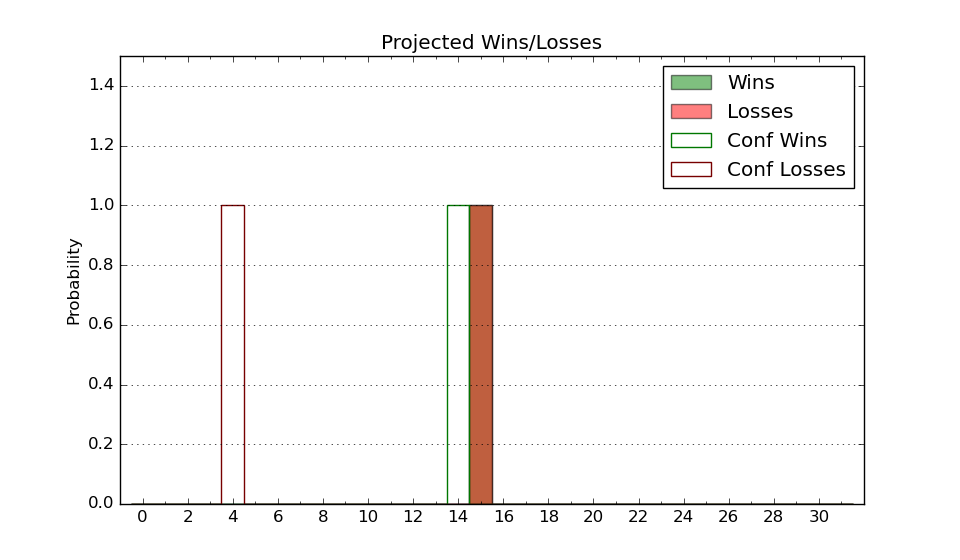 Projected Wins/Losses
1.4
1.2
1.0
0.8
0.6
0.4
0.2
0.0
Probability
Wins
Losses
Conf Wins
Conf Losses
0 2 4 6 8 10 12 14 16 18 20 22 24 26 28 30